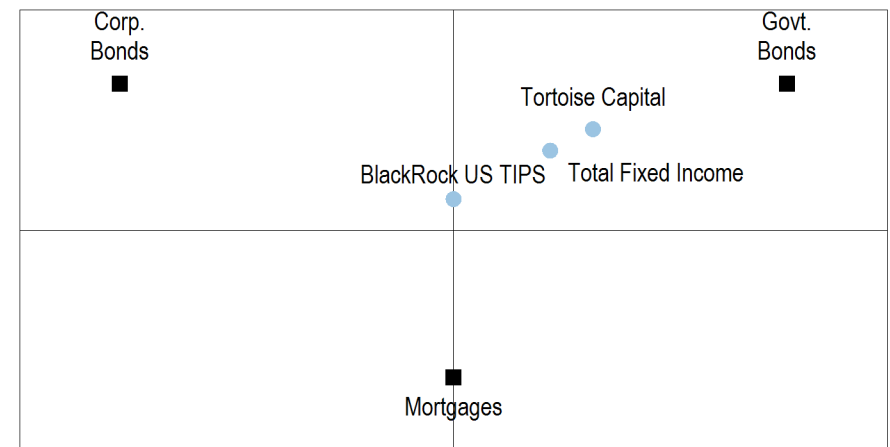 Corp.
Bonds
Govt.
Bonds
Tortoise Capital
BlackRock US TIPS
Total Fixed Income
Mortgages